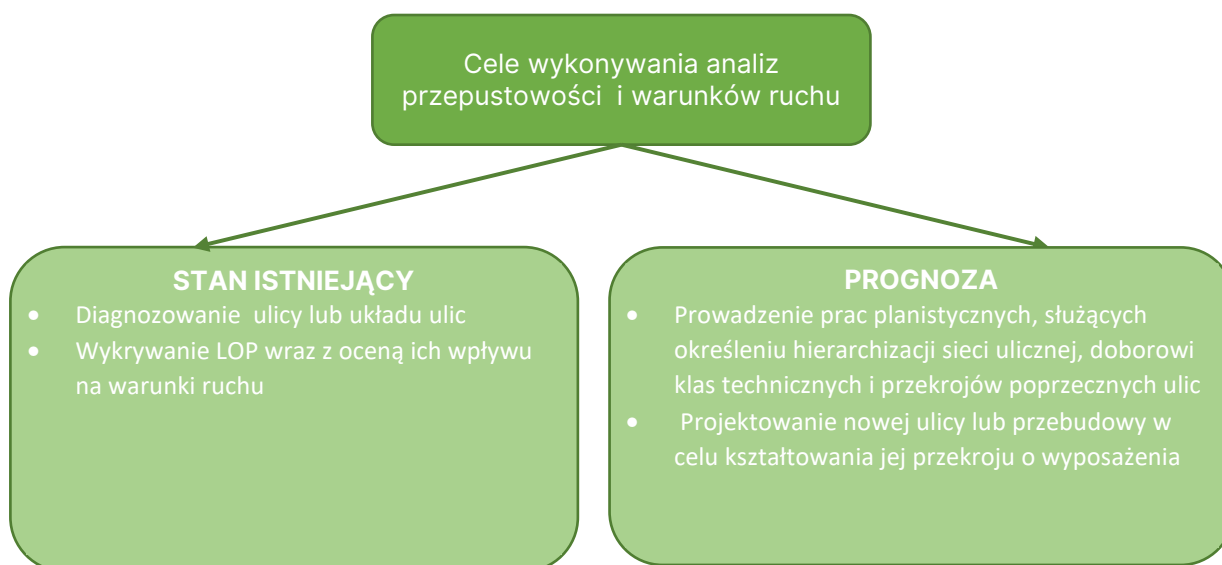 Cele wykonywania analiz
przepustowości i warunków ruchu
STAN ISTNIEJĄCY
• Diagnozowanie ulicy lub układu ulic
• Wykrywanie LOP wraz z oceną ich wpływu
na warunki ruchu
PROGNOZA
• Prowadzenie prac planistycznych, służących
określeniu hierarchizacji sieci ulicznej, doborowi
klas technicznych i przekrojów poprzecznych ulic
• Projektowanie nowej ulicy lub przebudowy w
celu kształtowania jej przekroju o wyposażenia